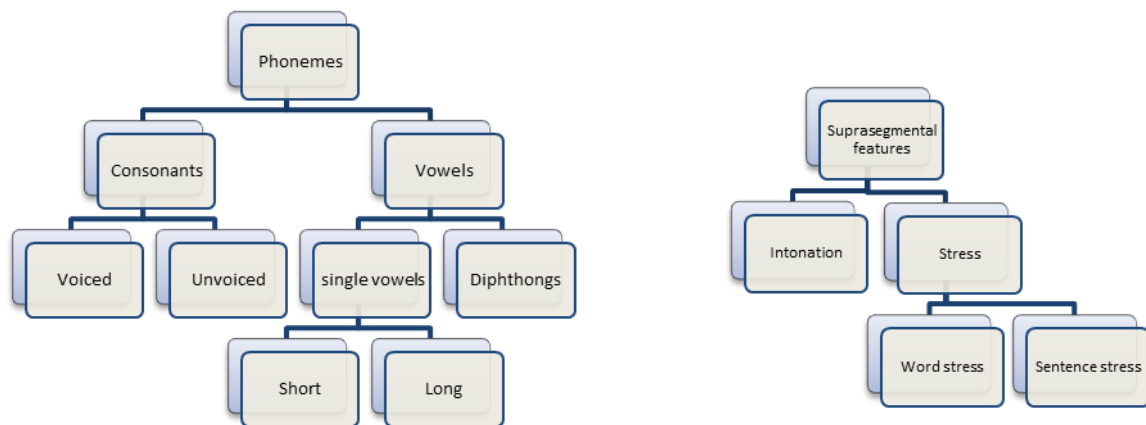 Phonemes
Consonants
Vowels
Voiced
Unvoiced
single vowels
Diphthongs
Short
Long
Suprasegmental
features
Intonation
Stress
Word stress
Sentence stress